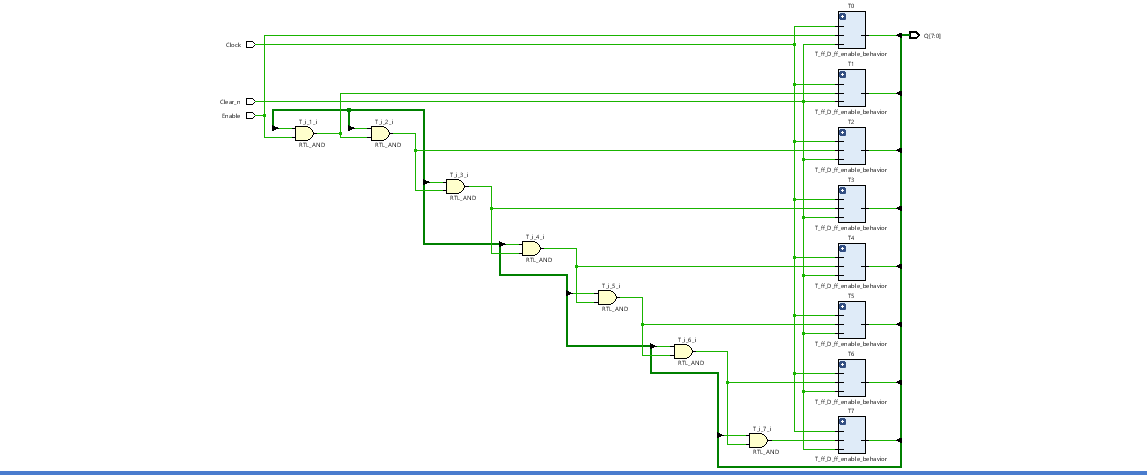 T0
Clock
Q[7:0]
T_ff_D_ff_enable_behavior
T1
Clear_n
Enable
T_i_1_i
T_i_2_i
T_ff_D_ff_enable_behavior
T2
RTL_AND
RTL_AND
T_ff_D_ff_enable_behavior
T_i_3_i
T3
RTL_AND
T_ff_D_ff_enable_behavior
T_i_4_i
T4
RTL_AND
T_ff_D_ff_enable_behavior
T_i_5_i
T5
RTL_AND
T_ff_D_ff_enable_behavior
T_i_6_i
T6
RTL_AND
T_ff_D_ff_enable_behavior
T7
T_i_7_i
RTL_AND
T_ff_D_ff_enable_behavior